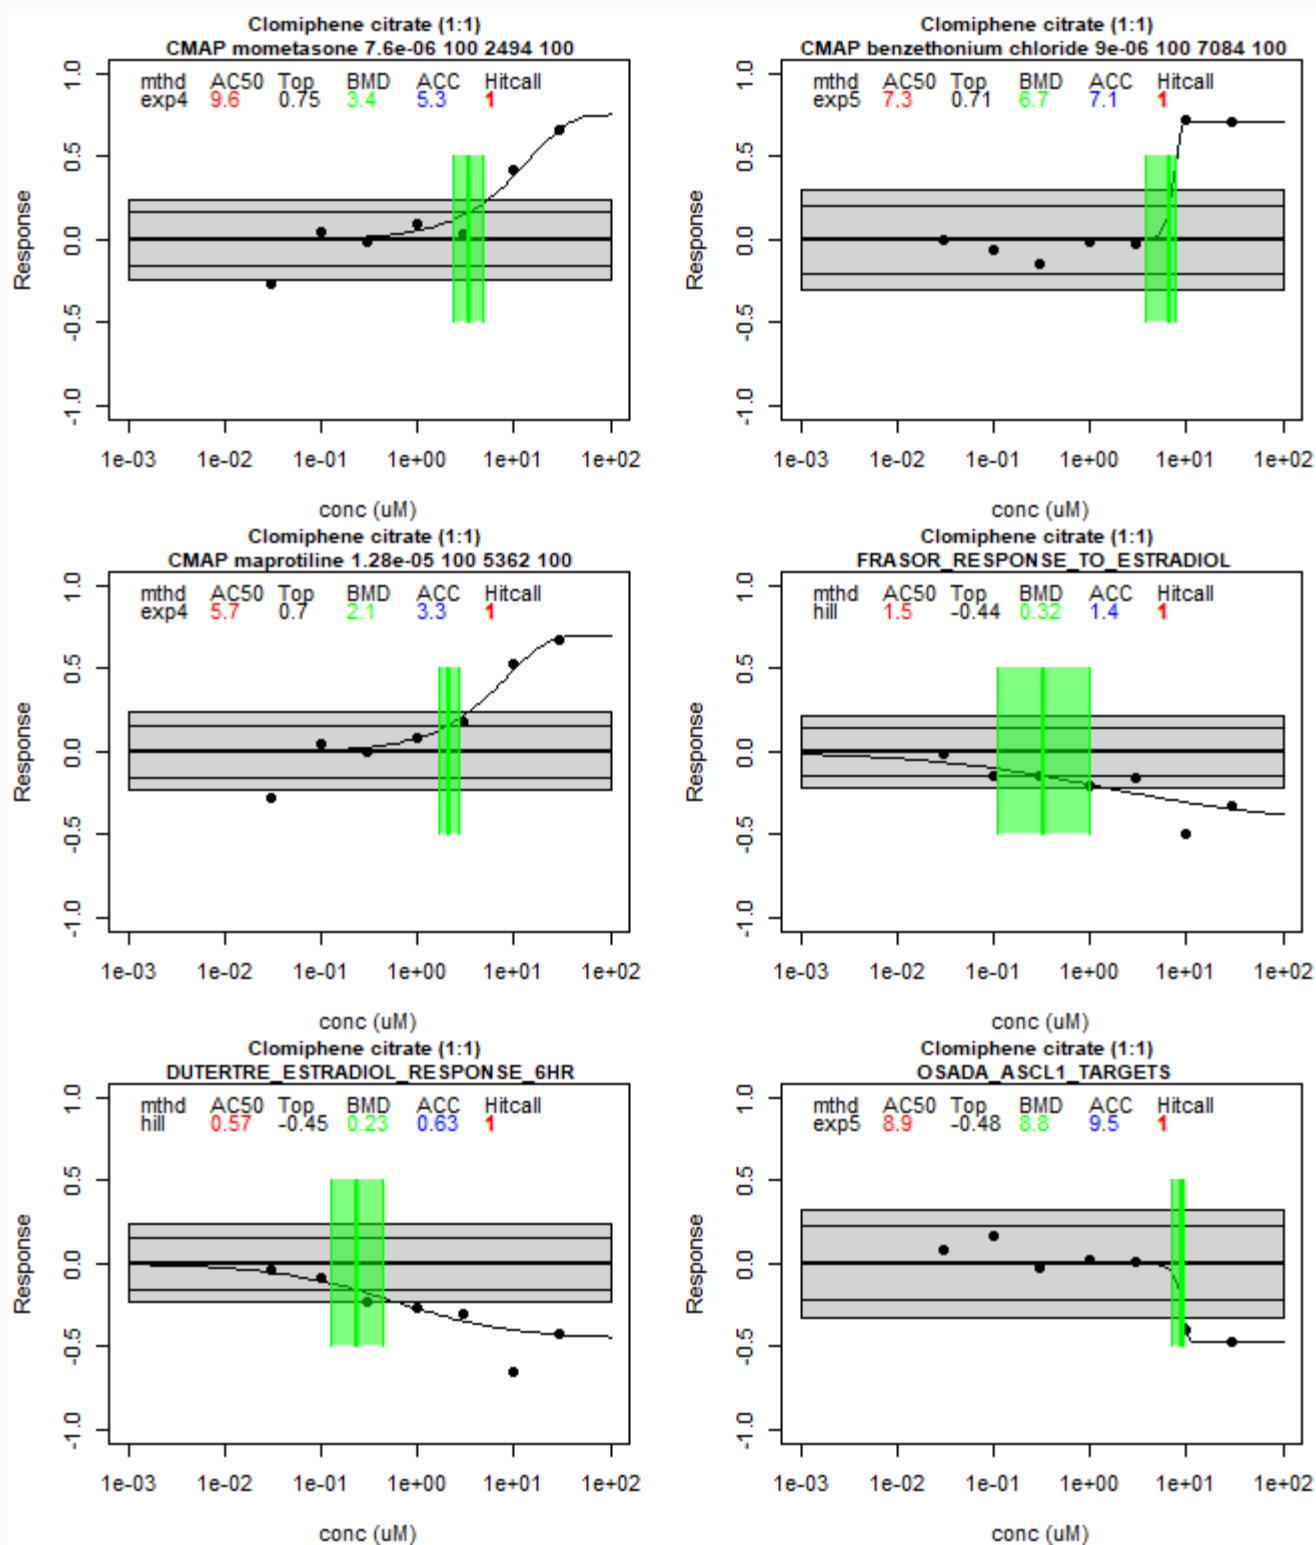 Clomiphene citrate (1:1)
CMAP mometasone 7.6e-06 100 2494 100
mthd AC50 Top BMD ACC Hitcall
exp4 9.6 0.75 3.4 5.3 1
Response
1.0
0.5
0.0
-0.5
-1.0
1e-03 1e-02 1e-01 1e+00 1e+01 1e+02
conc (uM)
Clomiphene citrate (1:1)
CMAP benzethonium chloride 9e-06 100 7084 100
mthd AC50 Top BMD ACC Hitcall
exp5 7.3 0.71 6.7 7.1 1
Response
1.0
0.5
0.0
-0.5
-1.0
1e-03 1e-02 1e-01 1e+00 1e+01 1e+02
conc (uM)
Clomiphene citrate (1:1)
CMAP maprotiline 1.28e-05 100 5362 100
mthd AC50 Top BMD ACC Hitcall
exp4 5.7 0.7 2.1 3.3 1
Response
1.0
0.5
0.0
-0.5
-1.0
1e-03 1e-02 1e-01 1e+00 1e+01 1e+02
conc (uM)
Clomiphene citrate (1:1)
FRASOR_RESPONSE_TO_ESTRADIOL
mthd AC50 Top BMD ACC Hitcall
hill 1.5 -0.44 0.32 1.4 1
Response
1.0
0.5
0.0
-0.5
-1.0
1e-03 1e-02 1e-01 1e+00 1e+01 1e+02
conc (uM)
Clomiphene citrate (1:1)
DUTERTRE_ESTRADIOL_RESPONSE_6HR
mthd AC50 Top BMD ACC Hitcall
hill 0.57 -0.45 0.23 0.63 1
Response
1.0
0.5
0.0
-0.5
-1.0
1e-03 1e-02 1e-01 1e+00 1e+01 1e+02
conc (uM)
Clomiphene citrate (1:1)
OSADA_ASCL1_TARGETS
mthd AC50 Top BMD ACC Hitcall
exp5 8.9 -0.48 8.8 9.5 1
Response
1.0
0.5
0.0
-0.5
-1.0
1e-03 1e-02 1e-01 1e+00 1e+01 1e+02
conc (uM)